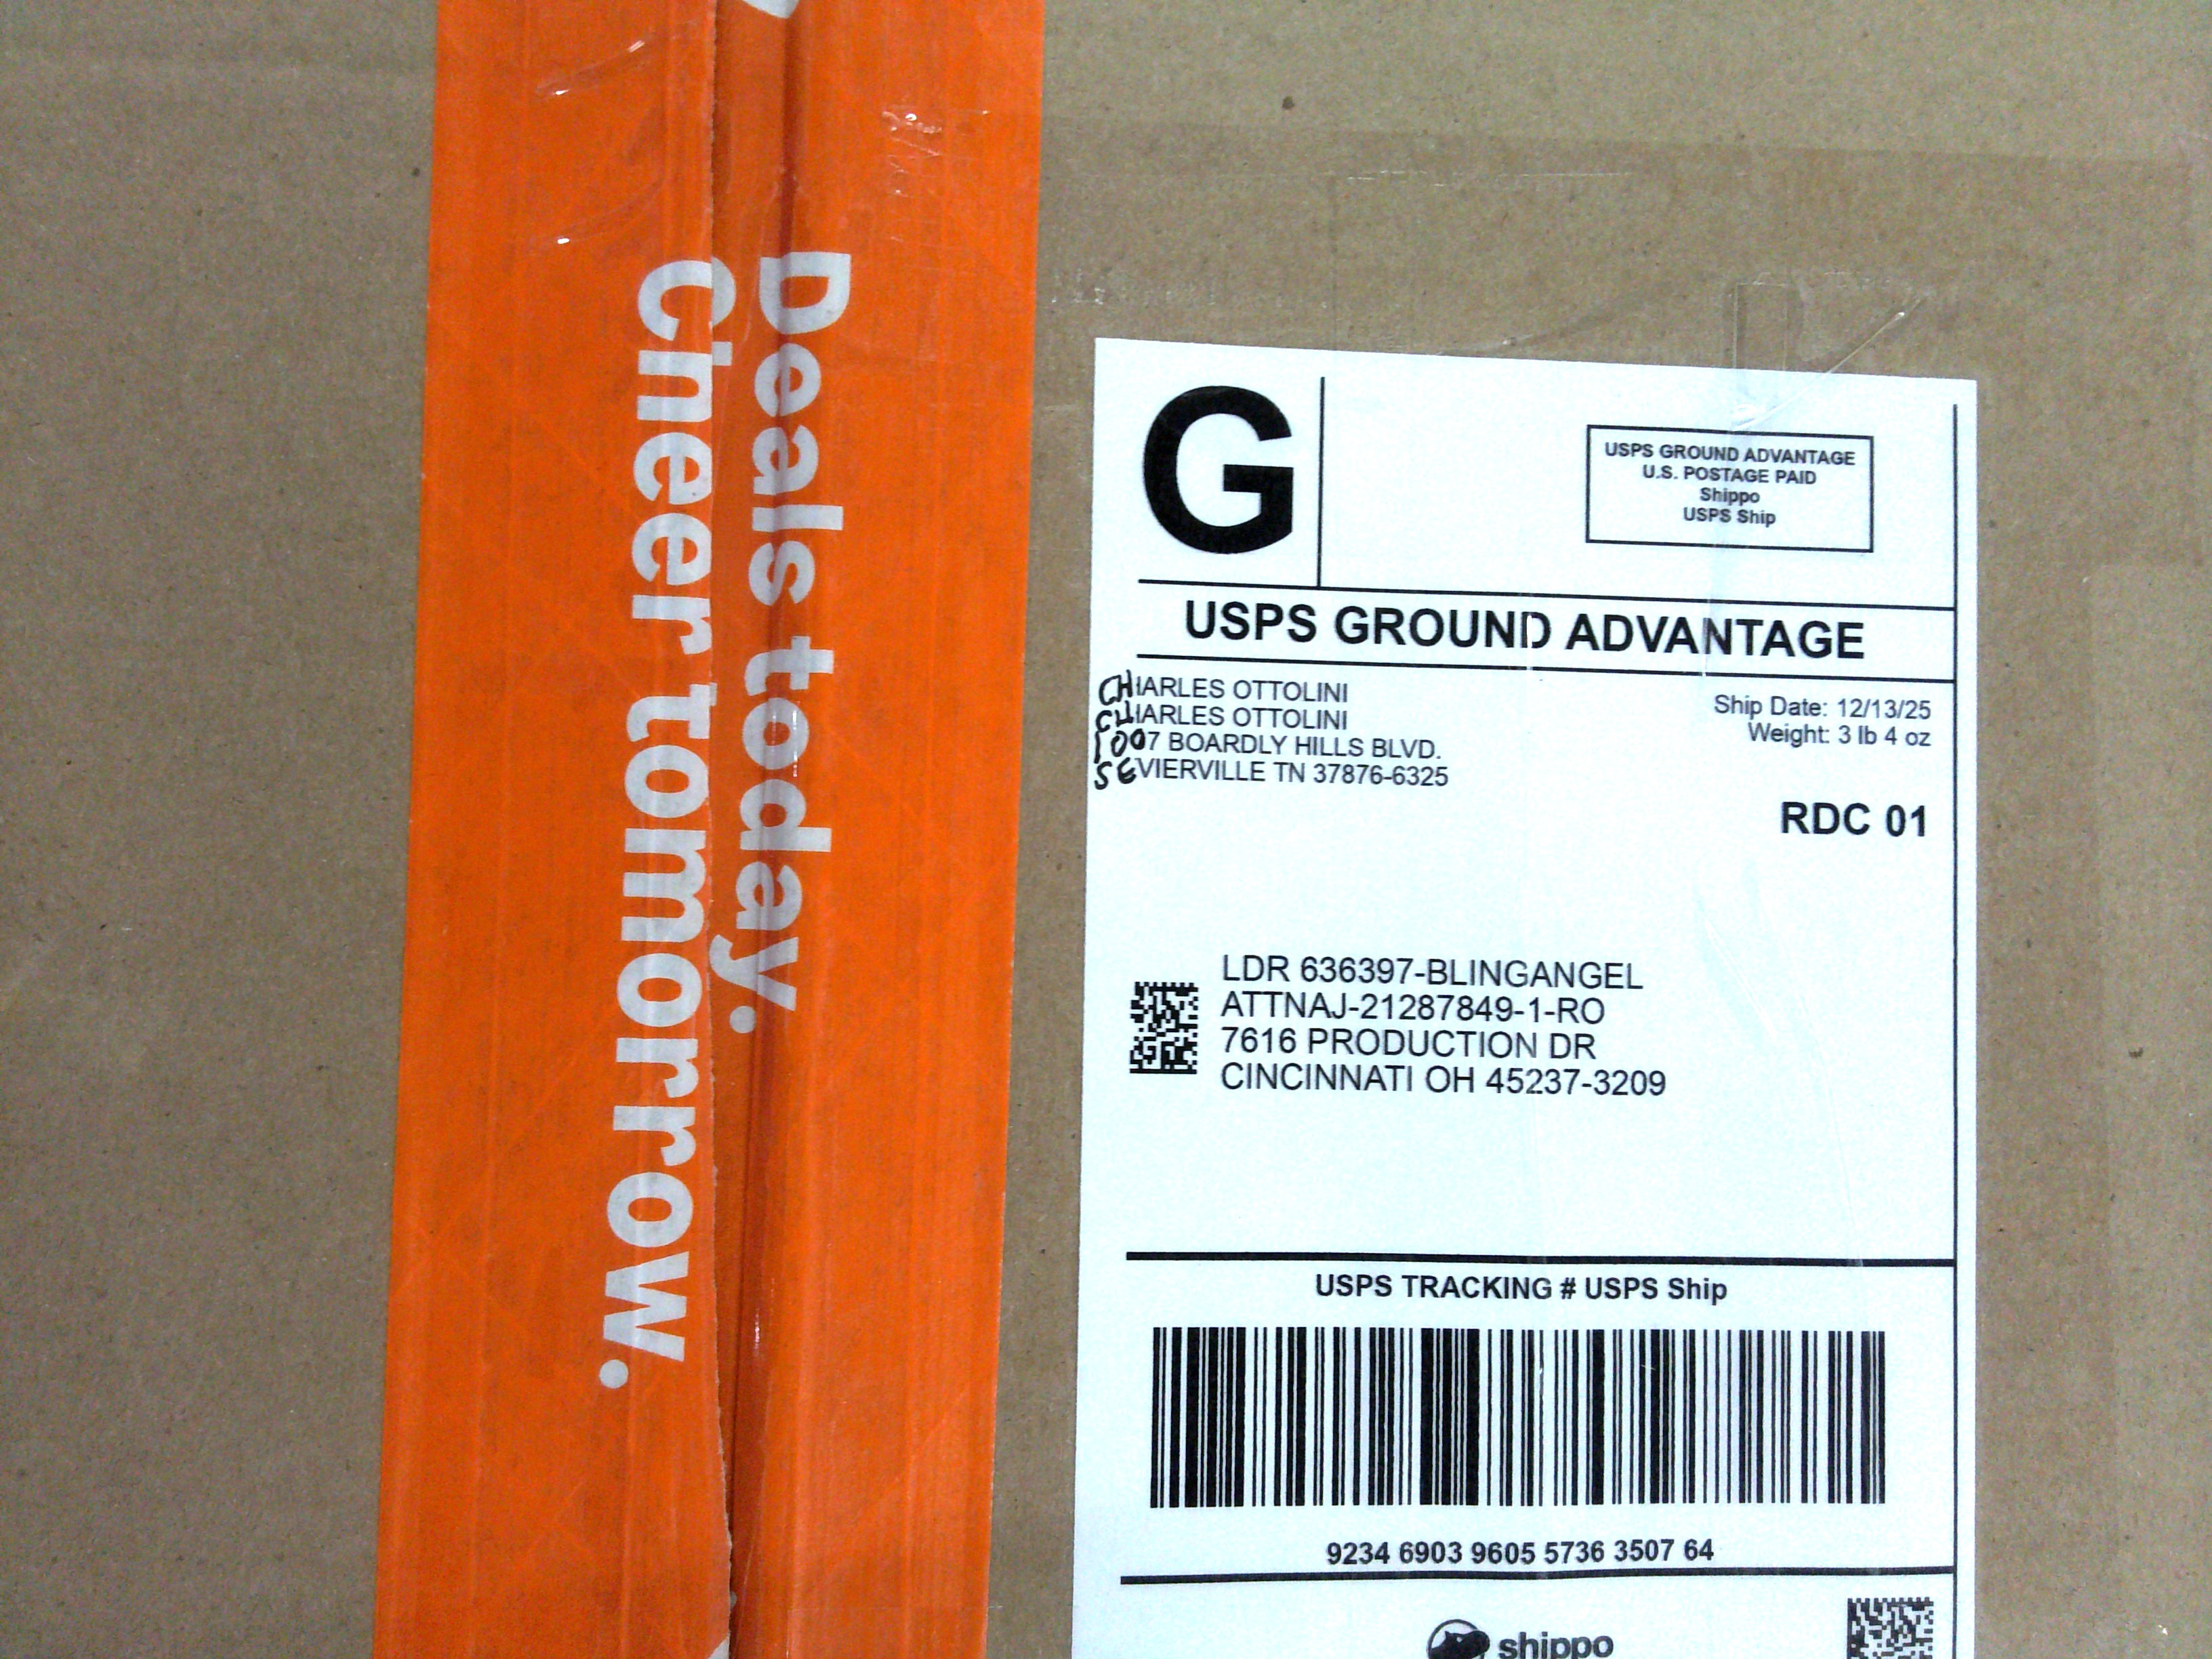 Deals today.
Cheer tomorrow.
G
USPS GROUND ADVANTAGE
U.S. POSTAGE PAID
Shippo
USPS Ship
USPS GROUND ADVANTAGE
CHARLES OTTOLINI
CHARLES OTTOLINI
1007 BOARDLY HILLS BLVD.
SEVIERVILLE TN 37876-6325
Ship Date: 12/13/25
Weight: 3 lb 4 oz
RDC 01
LDR 636397-BLINGANGEL
ATTNAJ-21287849-1-RO
7616 PRODUCTION DR
CINCINNATI OH 45237-3209
USPS TRACKING # USPS Ship
9234 6903 9605 5736 3507 64
shippo